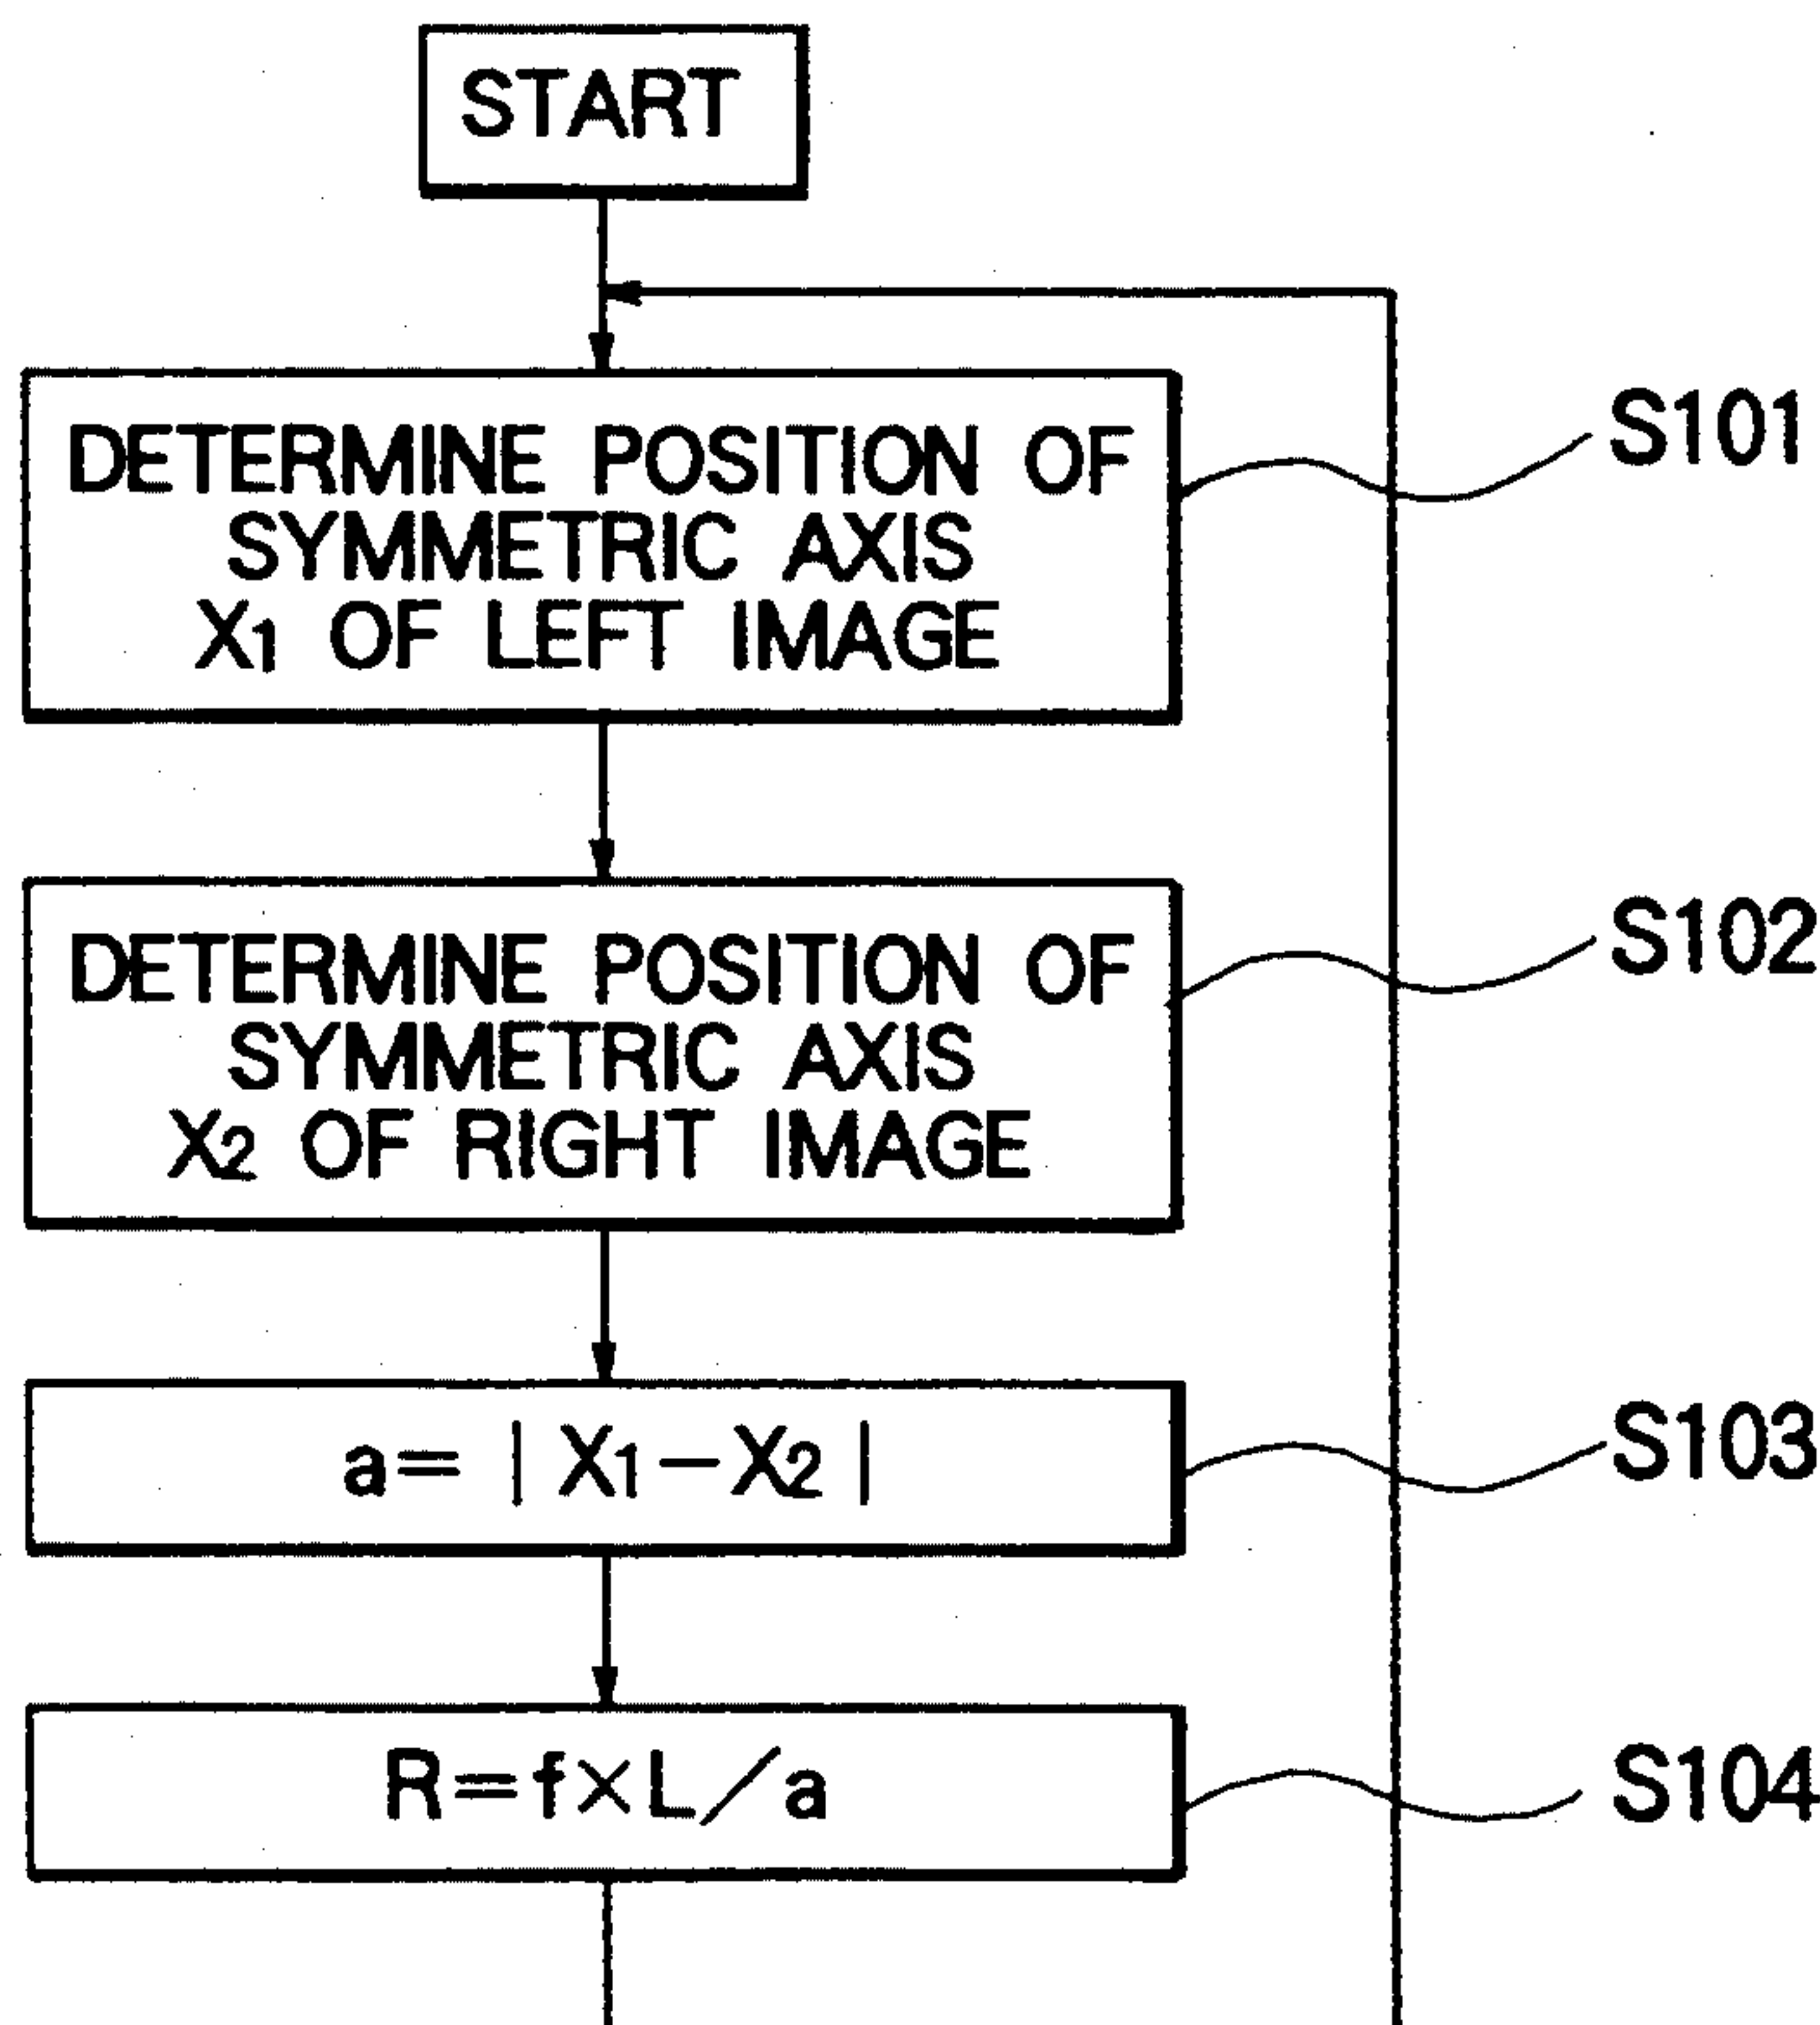 START
DETERMINE POSITION OF
SYMMETRIC AXIS
X1 OF LEFT IMAGE
S101
DETERMINE POSITION OF
SYMMETRIC AXIS
X2 OF RIGHT IMAGE
S102
a=|X1-X2|
S103
R=f×L/a
S104